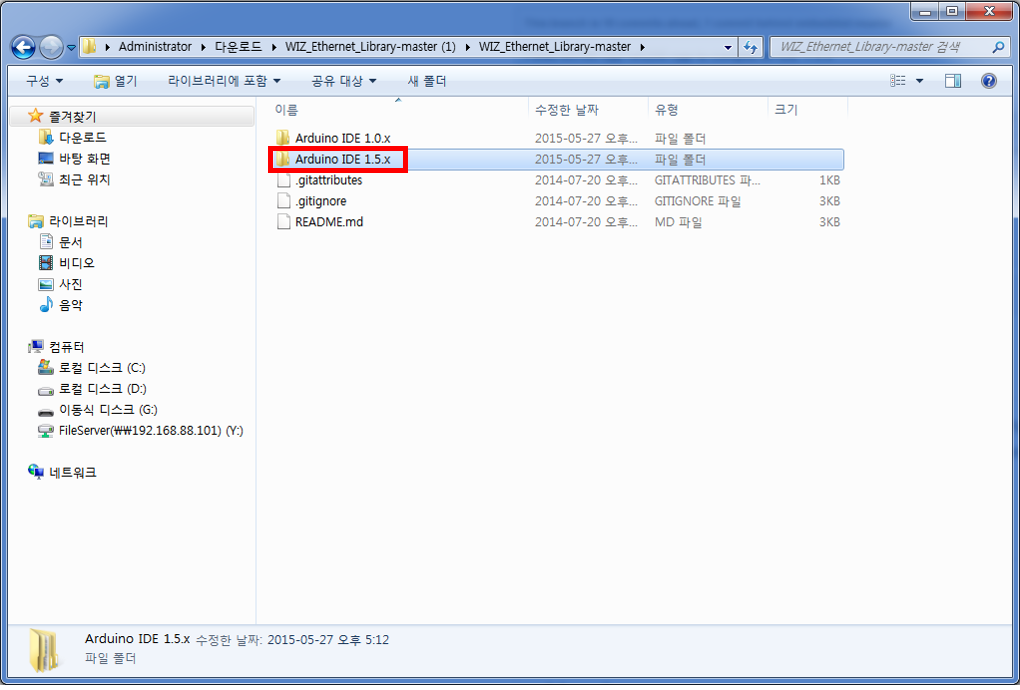 Administrator ▸ 다운로드 ▸ WIZ_Ethernet_Library-master (1) ▸ WIZ_Ethernet_Library-master ▸ WIZ_Ethernet_Library-master 검색
구성 열기 라이브러리에 포함 공유 대상 새 폴더
이름 수정한 날짜 유형 크기
즐겨찾기
다운로드
바탕 화면
최근 위치
라이브러리
문서
비디오
사진
음악
컴퓨터
로컬 디스크 (C:)
로컬 디스크 (D:)
이동식 디스크 (G:)
FileServer(₩₩192.168.88.101) (Y:)
네트워크
Arduino IDE 1.0.x 2015-05-27 오후... 파일 폴더
Arduino IDE 1.5.x 2015-05-27 오후... 파일 폴더
.gitattributes 2014-07-20 오후... GITATTRIBUTES 파... 1KB
.gitignore 2014-07-20 오후... GITIGNORE 파일 3KB
README.md 2014-07-20 오후... MD 파일 3KB
Arduino IDE 1.5.x 수정한 날짜: 2015-05-27 오후 5:12
파일 폴더